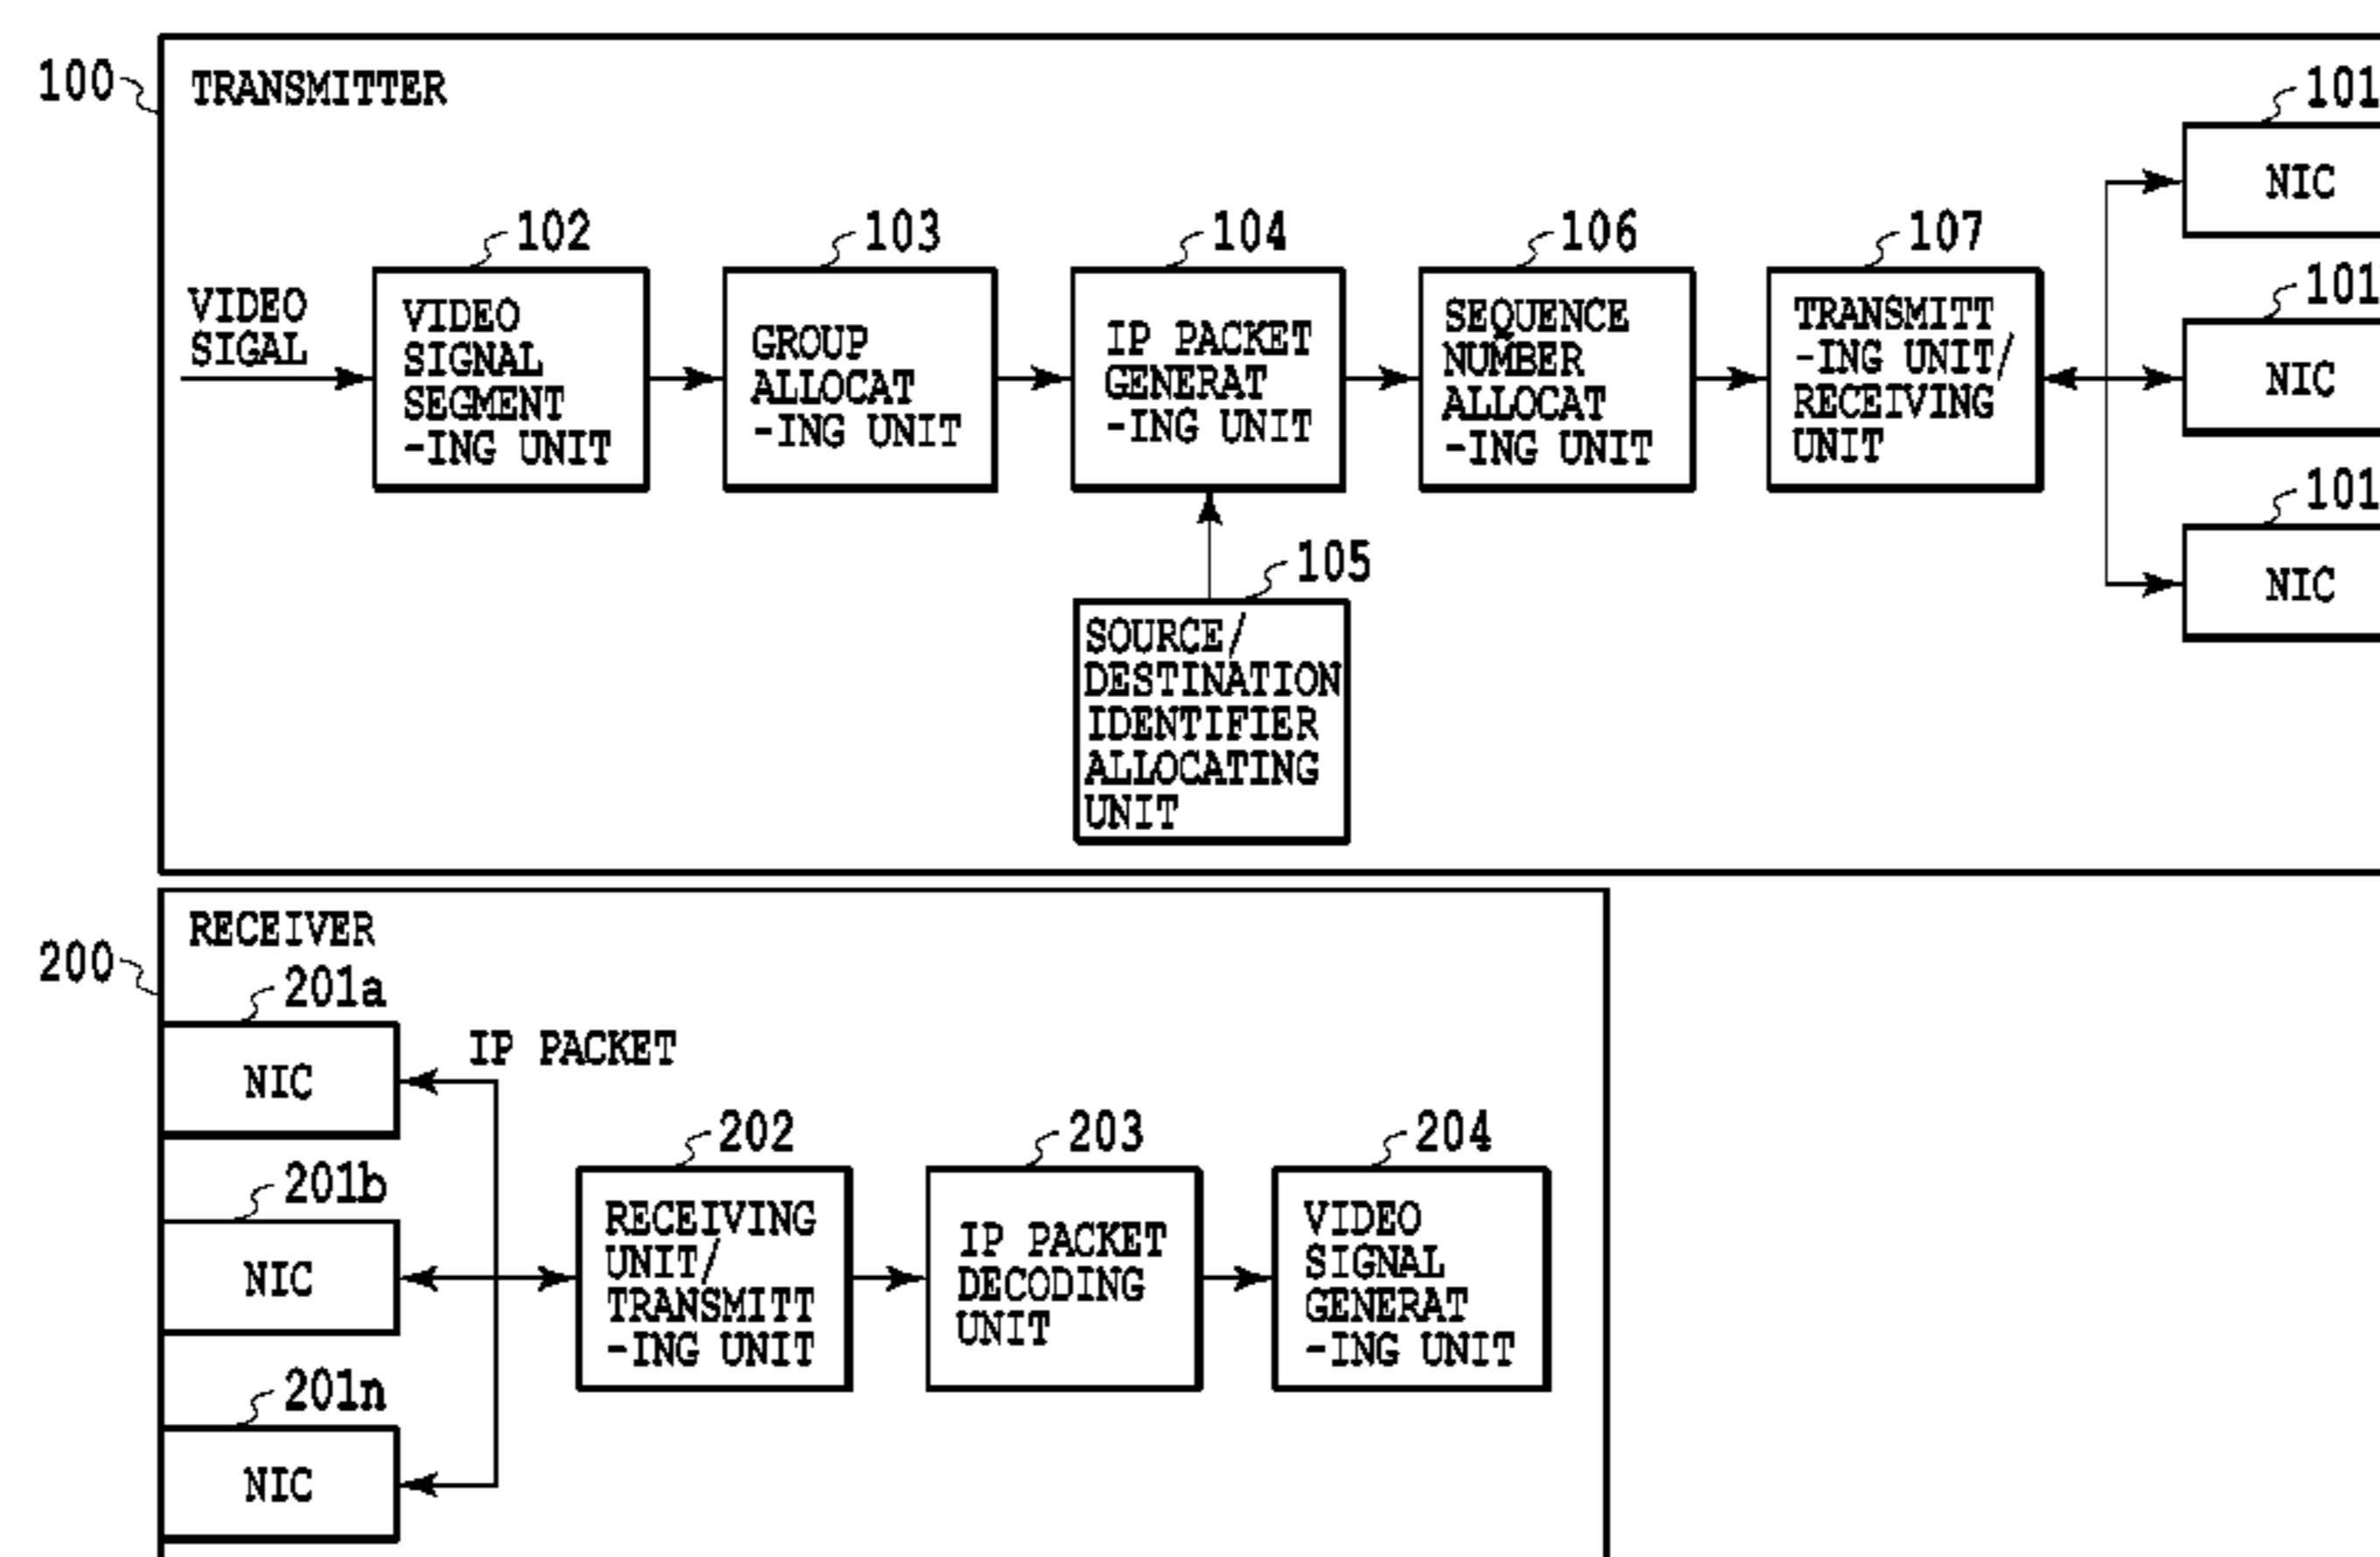 100
TRANSMITTER
101
NIC
102
103
104
106
107
VIDEO
SIGAL
VIDEO
SIGNAL
SEGMENT
-ING UNIT
GROUP
ALLOCAT
-ING UNIT
IP PACKET
GENERAT
-ING UNIT
SEQUENCE
NUMBER
ALLOCAT
-ING UNIT
TRANSMITT
-ING UNIT/
RECEIVING
UNIT
101
NIC
101
NIC
105
SOURCE/
DESTINATION
IDENTIFIER
ALLOCATING
UNIT
200
RECEIVER
201a
NIC
IP PACKET
201b
NIC
201n
NIC
202
RECEIVING
UNIT/
TRANSMITT
-ING UNIT
203
IP PACKET
DECODING
UNIT
204
VIDEO
SIGNAL
GENERAT
-ING UNIT